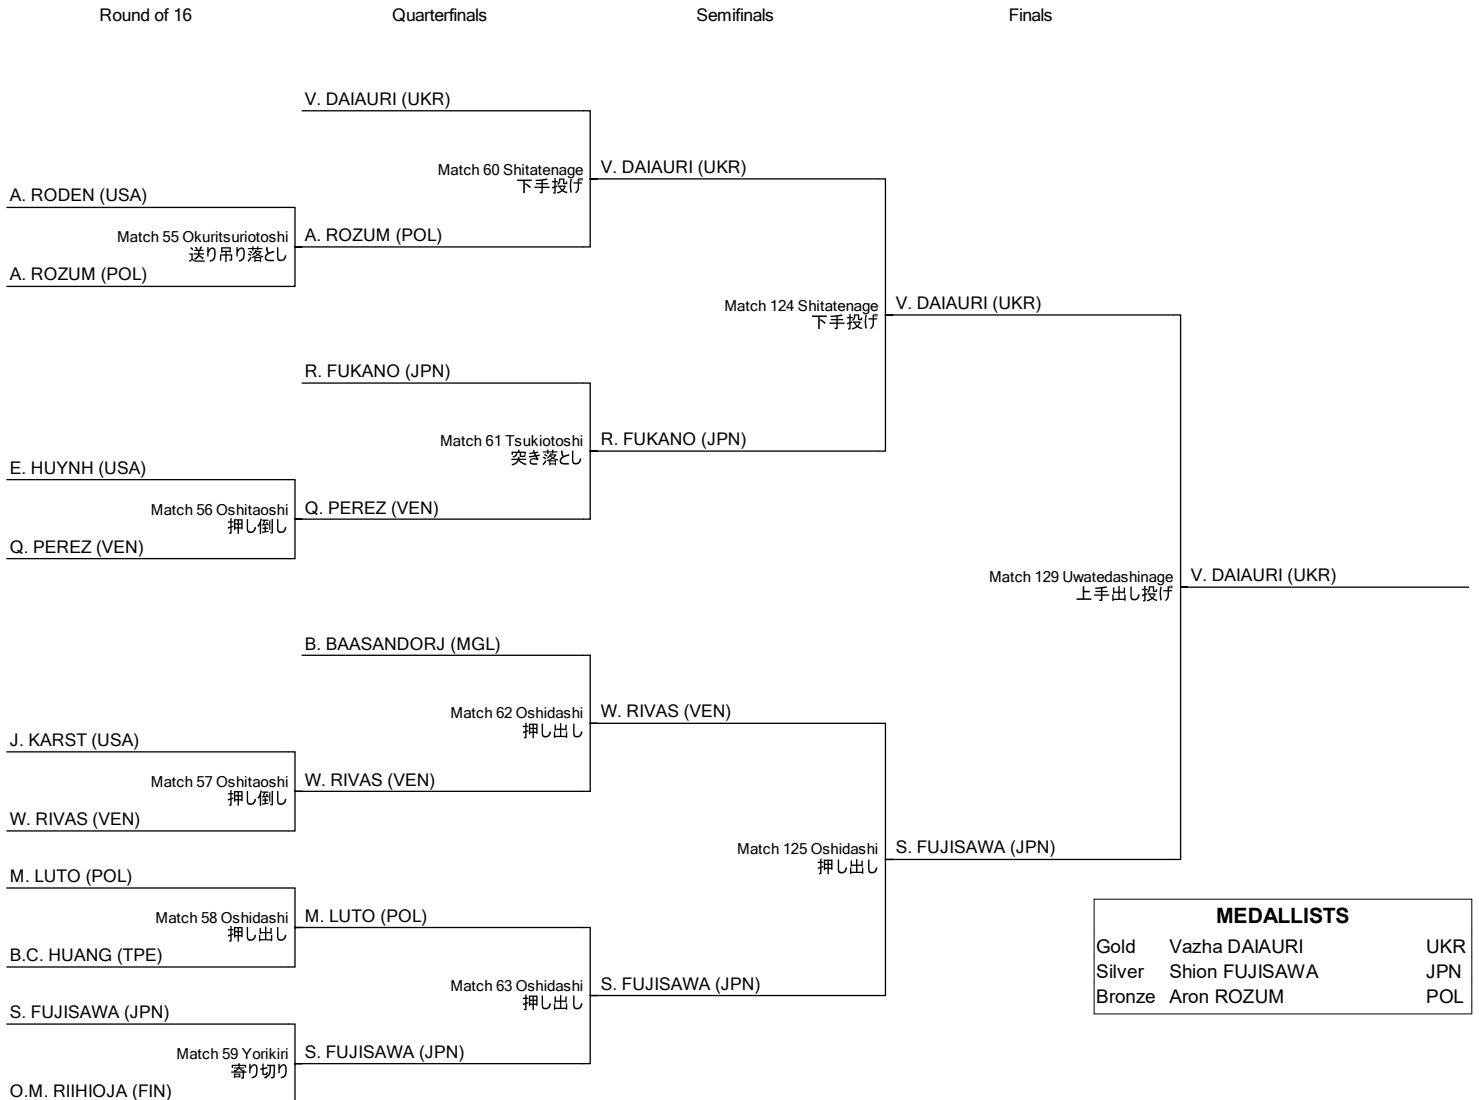 Round of 16 Quarterfinals Semifinals Finals
V. DAIAURI (UKR)
Match 60 Shitatenage
下手投げ
V. DAIAURI (UKR)
A. RODEN (USA)
Match 55 Okuritsuriotoshi
送り吊り落とし
A. ROZUM (POL)
A. ROZUM (POL)
Match 124 Shitatenage
下手投げ
V. DAIAURI (UKR)
R. FUKANO (JPN)
Match 61 Tsukiotoshi
突き落とし
R. FUKANO (JPN)
E. HUYNH (USA)
Match 56 Oshitaoshi
押し倒し
Q. PEREZ (VEN)
Q. PEREZ (VEN)
Match 129 Uwatedashinage
上手出し投げ
V. DAIAURI (UKR)
B. BAASANDORJ (MGL)
Match 62 Oshidashi
押し出し
W. RIVAS (VEN)
J. KARST (USA)
Match 57 Oshitaoshi
押し倒し
W. RIVAS (VEN)
W. RIVAS (VEN)
Match 125 Oshidashi
押し出し
S. FUJISAWA (JPN)
M. LUTO (POL)
Match 58 Oshidashi
押し出し
M. LUTO (POL)
B.C. HUANG (TPE)
Match 63 Oshidashi
押し出し
S. FUJISAWA (JPN)
S. FUJISAWA (JPN)
Match 59 Yorikiri
寄り切り
S. FUJISAWA (JPN)
O.M. RIIHIOJA (FIN)
MEDALLISTS
Gold Vazha DAIAURI UKR
Silver Shion FUJISAWA JPN
Bronze Aron ROZUM POL